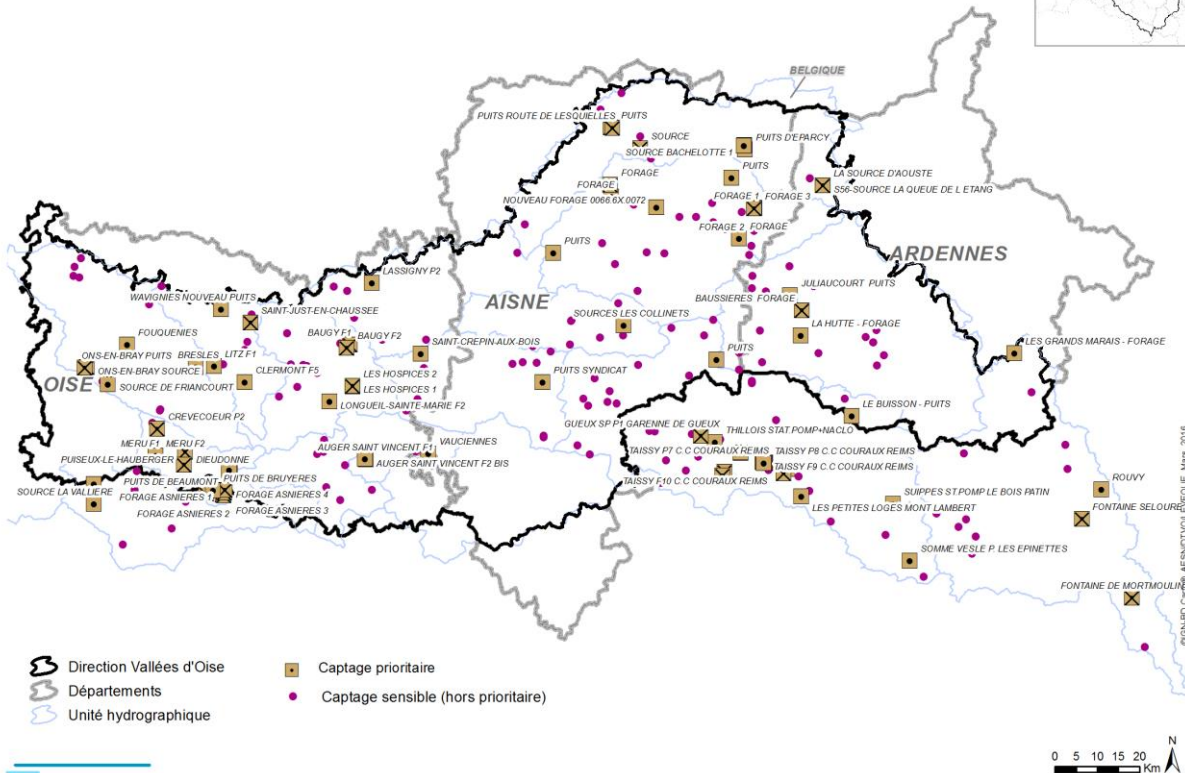 BELGIQUE
PUITS ROUTE DE LESQUIELLES
PUITS
SOURCE
SOURCE BACHELOTTE 1
PUITS D'EPARCY
PUITS
LA SOURCE D'AOUSTE
S56-SOURCE LA QUEUE DE L ETANG
FORAGE
FORAGE
NOUVEAU FORAGE 0066.6X.0072
FORAGE 1
FORAGE 3
FORAGE 2
FORAGE
PUITS
ARDENNES
LASSIGNY P2
AISNE
JULIAUCOURT PUITS
WAVIGNIES NOUVEAU PUITS
SAINT-JUST-EN-CHAUSSEE
BAUSSIERES FORAGE
SOURCES LES COLLINETS
LA HUTTE - FORAGE
FOUQUENIES
BAUGY F1
BAUGY F2
SAINT-CREPIN-AUX-BOIS
LES GRANDS MARAIS - FORAGE
ONS-EN-BRAY PUITS
BRESLES
LITZ F1
PUITS
ONS-EN-BRAY SOURCE
CLERMONT F5
LES HOSPICES 2
PUITS SYNDICAT
OISE
SOURCE DE FRIANCOURT
LES HOSPICES 1
LONGUEIL-SAINTE-MARIE F2
LE BUISSON - PUITS
CREVECOEUR P2
GUEUX SP P1 GARENNE DE GUEUX
THILLOIS STAT.POMP+NACLO
MERU F1
MERU F2
AUGER SAINT VINCENT F1
VAUCIENNES
TAISSY P7 C.C COURAUX REIMS
TAISSY P8 C.C COURAUX REIMS
PUISEUX-LE-HAUBERGER
DIEUDONNE
AUGER SAINT VINCENT F2 BIS
TAISSY F9 C.C COURAUX REIMS
PUITS DE BEAUMONT
PUITS DE BRUYERES
TAISSY F10 C.C COURAUX REIMS
ROUVY
SOURCE LA VALLIERE
FORAGE ASNIERES 1
FORAGE ASNIERES 4
SUIPPES ST.POMP LE BOIS PATIN
LES PETITES LOGES MONT LAMBERT
FORAGE ASNIERES 2
FORAGE ASNIERES 3
FONTAINE SELOURE
SOMME VESLE P. LES EPINETTES
FONTAINE DE MORTMOULIN
Direction Vallées d'Oise
Captage prioritaire
Départements
Captage sensible (hors prioritaire)
Unité hydrographique
N
0 5 10 15 20
Km
Mars 2016